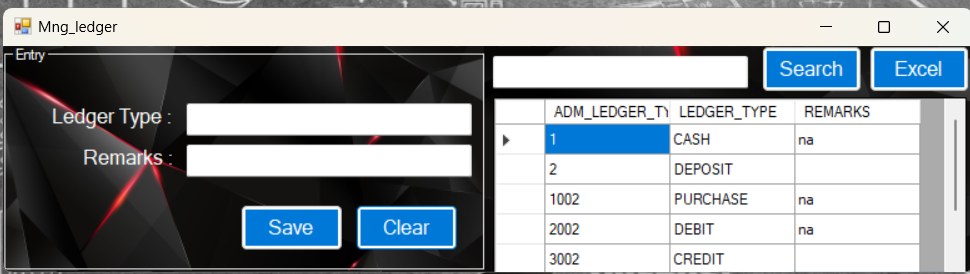 Mng_ledger
Entry
Ledger Type :
Remarks :
Save Clear
Search Excel
ADM_LEDGER_TY LEDGER_TYPE REMARKS
1 CASH na
2 DEPOSIT
1002 PURCHASE na
2002 DEBIT na
3002 CREDIT